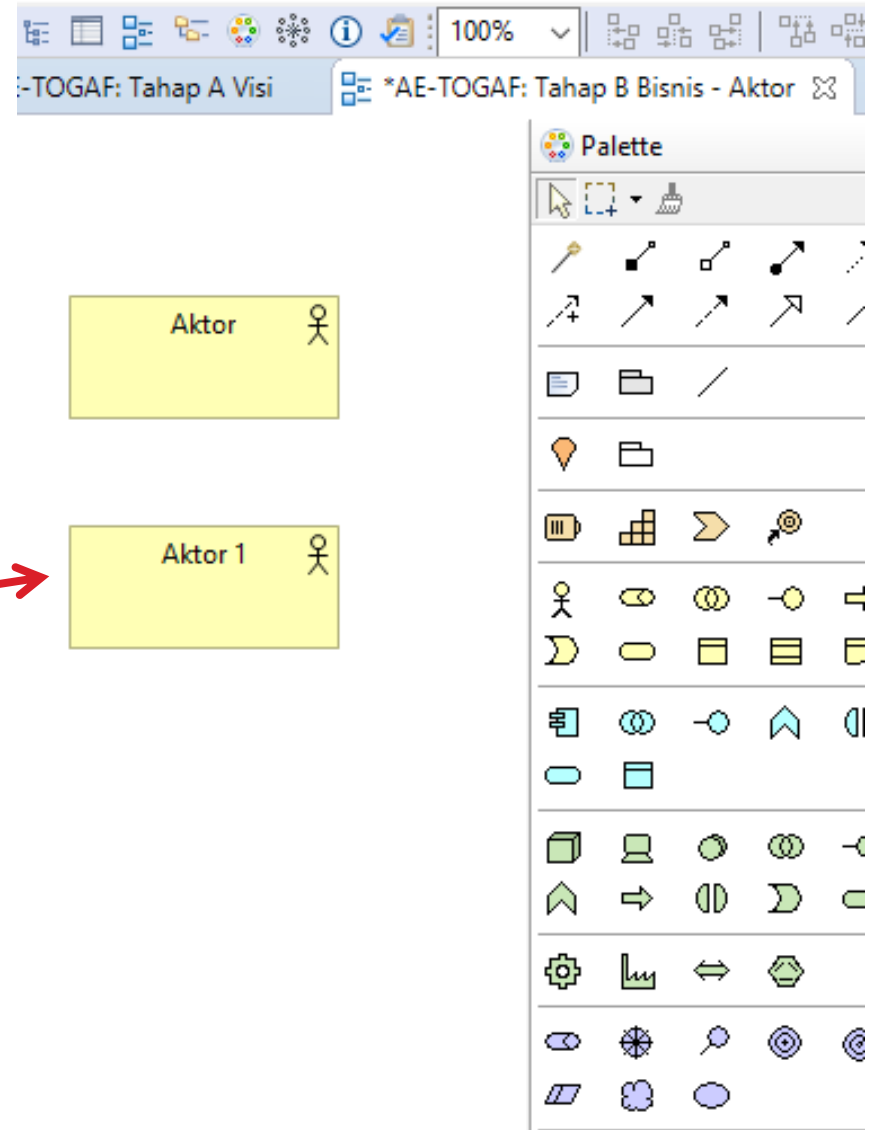 100%
-TOGAF: Tahap A Visi
*AE-TOGAF: Tahap B Bisnis - Aktor
Palette
Aktor
Aktor 1